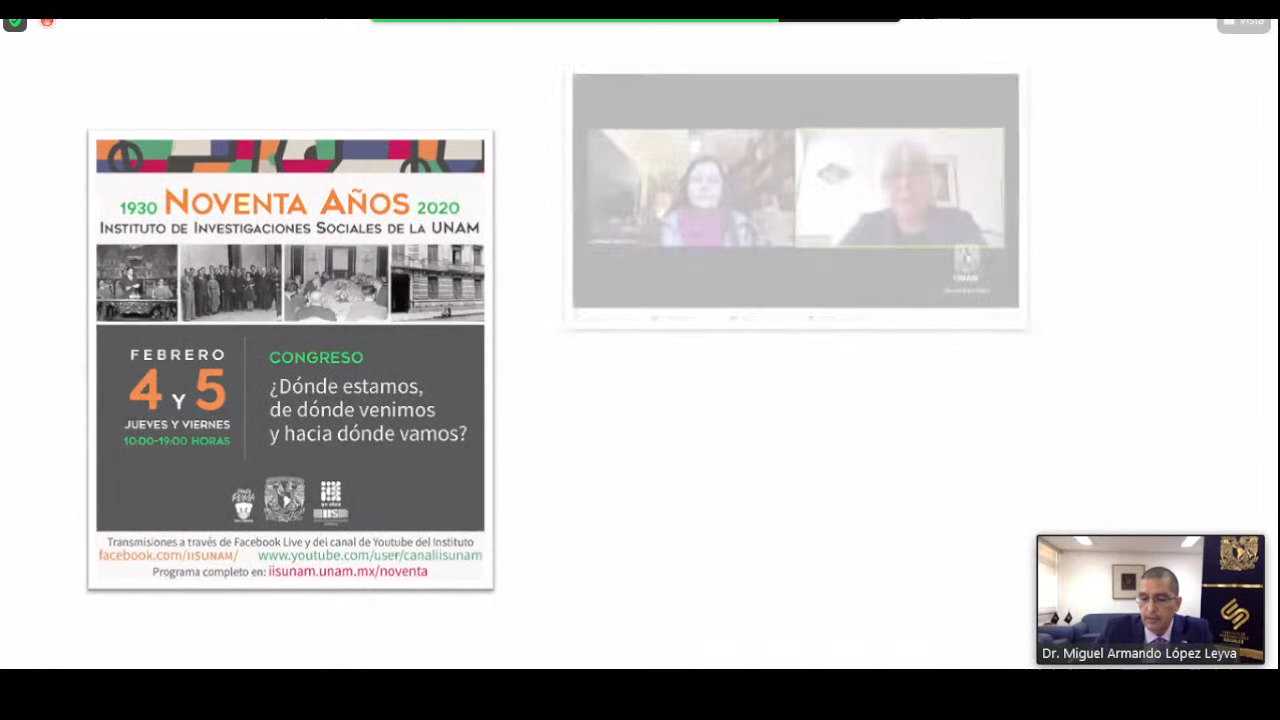 Vista
1930 NOVENTA AÑOS 2020
INSTITUTO DE INVESTIGACIONES SOCIALES DE LA UNAM
FEBRERO
4 Y 5
JUEVES Y VIERNES
10:00-19:00 HORAS
CONGRESO
¿Dónde estamos,
de dónde venimos
y hacia dónde vamos?
IIS
Transmisiones a través de Facebook Live y del canal de Youtube del Instituto
facebook.com/IISUNAM/ www.youtube.com/user/canaliisunam
Programa completo en: iisunam.unam.mx/noventa
UNAM
Dr. Miguel Armando López Leyva